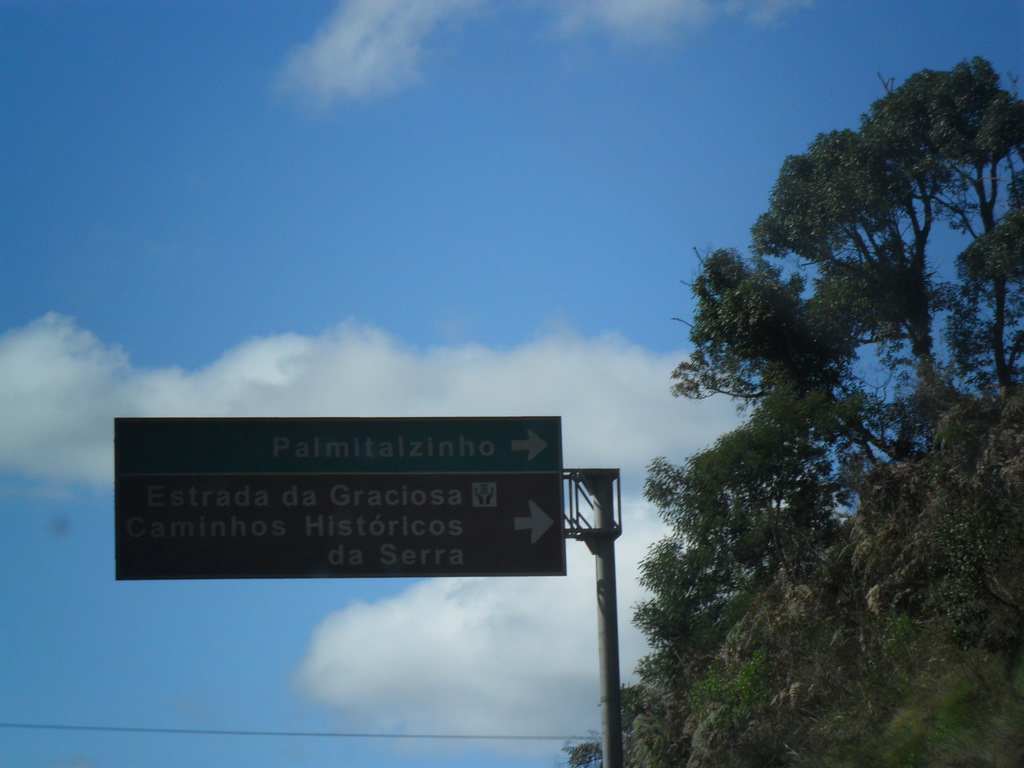 Palmitalzinho
Estrada da Graciosa
Caminhos Históricos
da Serra